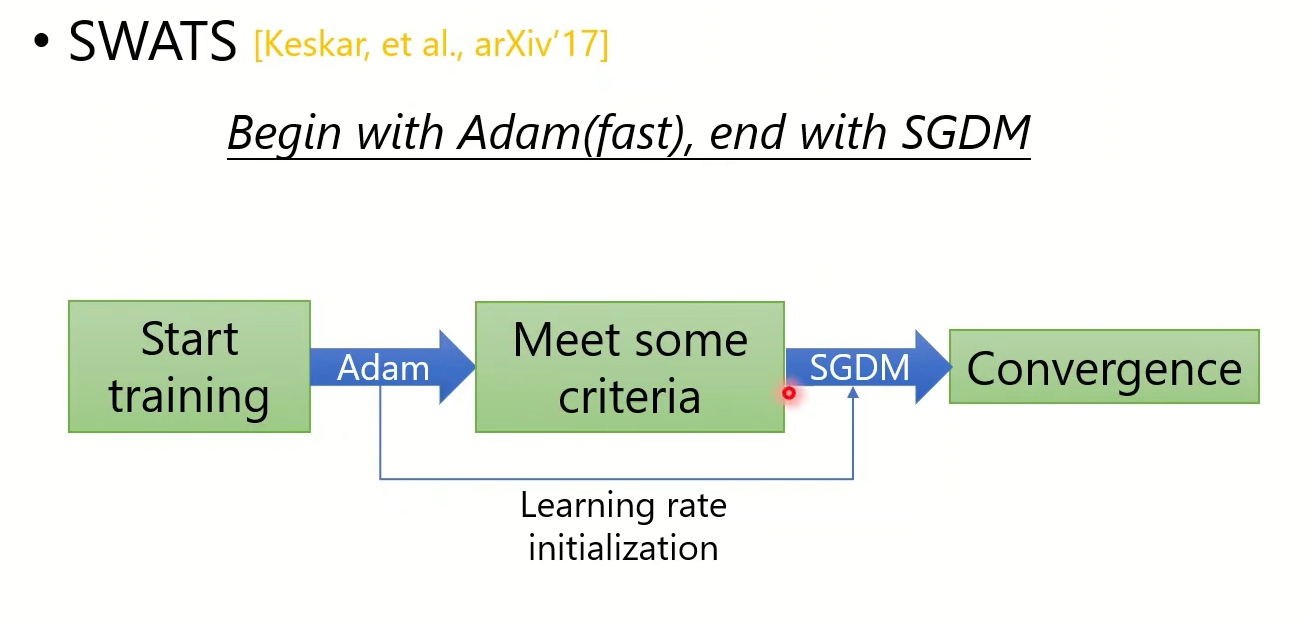 • SWATS [Keskar, et al., arXiv'17]
Begin with Adam(fast), end with SGDM
Start
training
Adam
Meet some
criteria
SGDM
Convergence
Learning rate
initialization